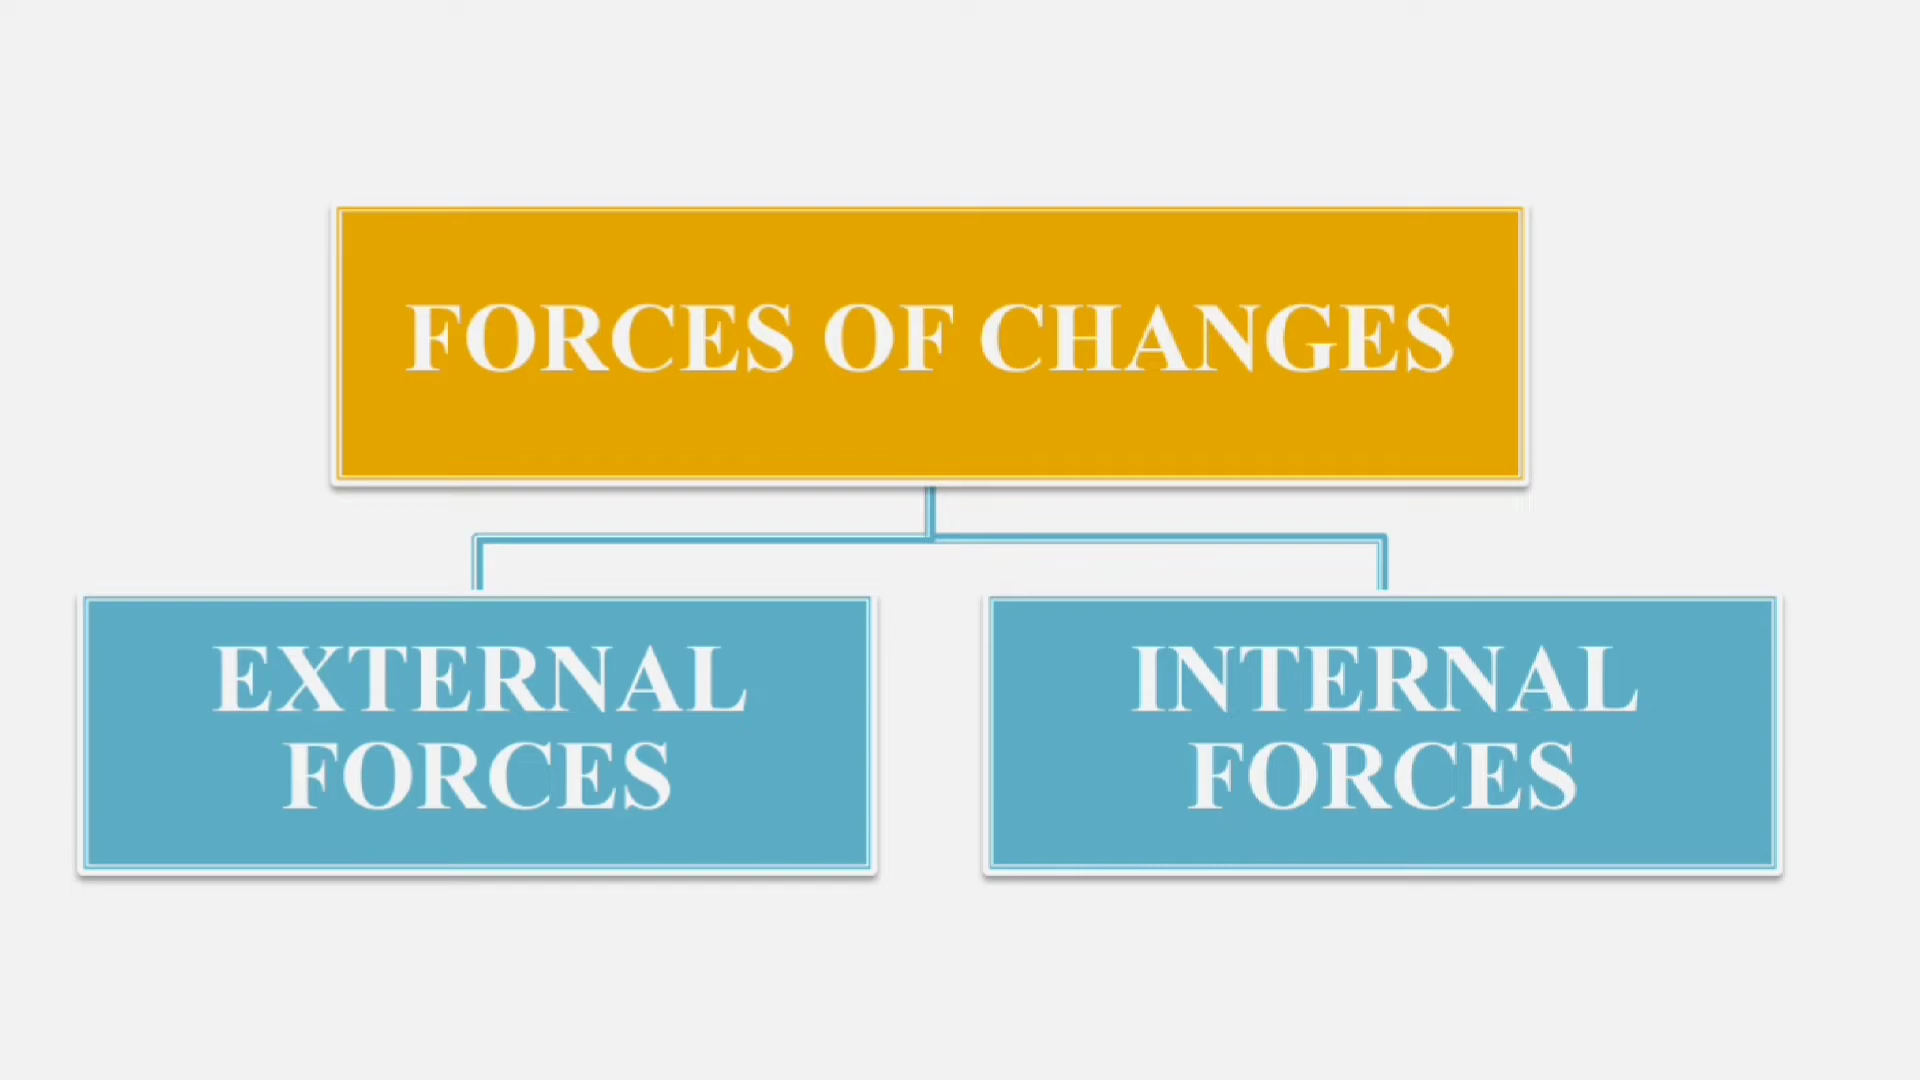 FORCES OF CHANGES
EXTERNAL
FORCES
INTERNAL
FORCES